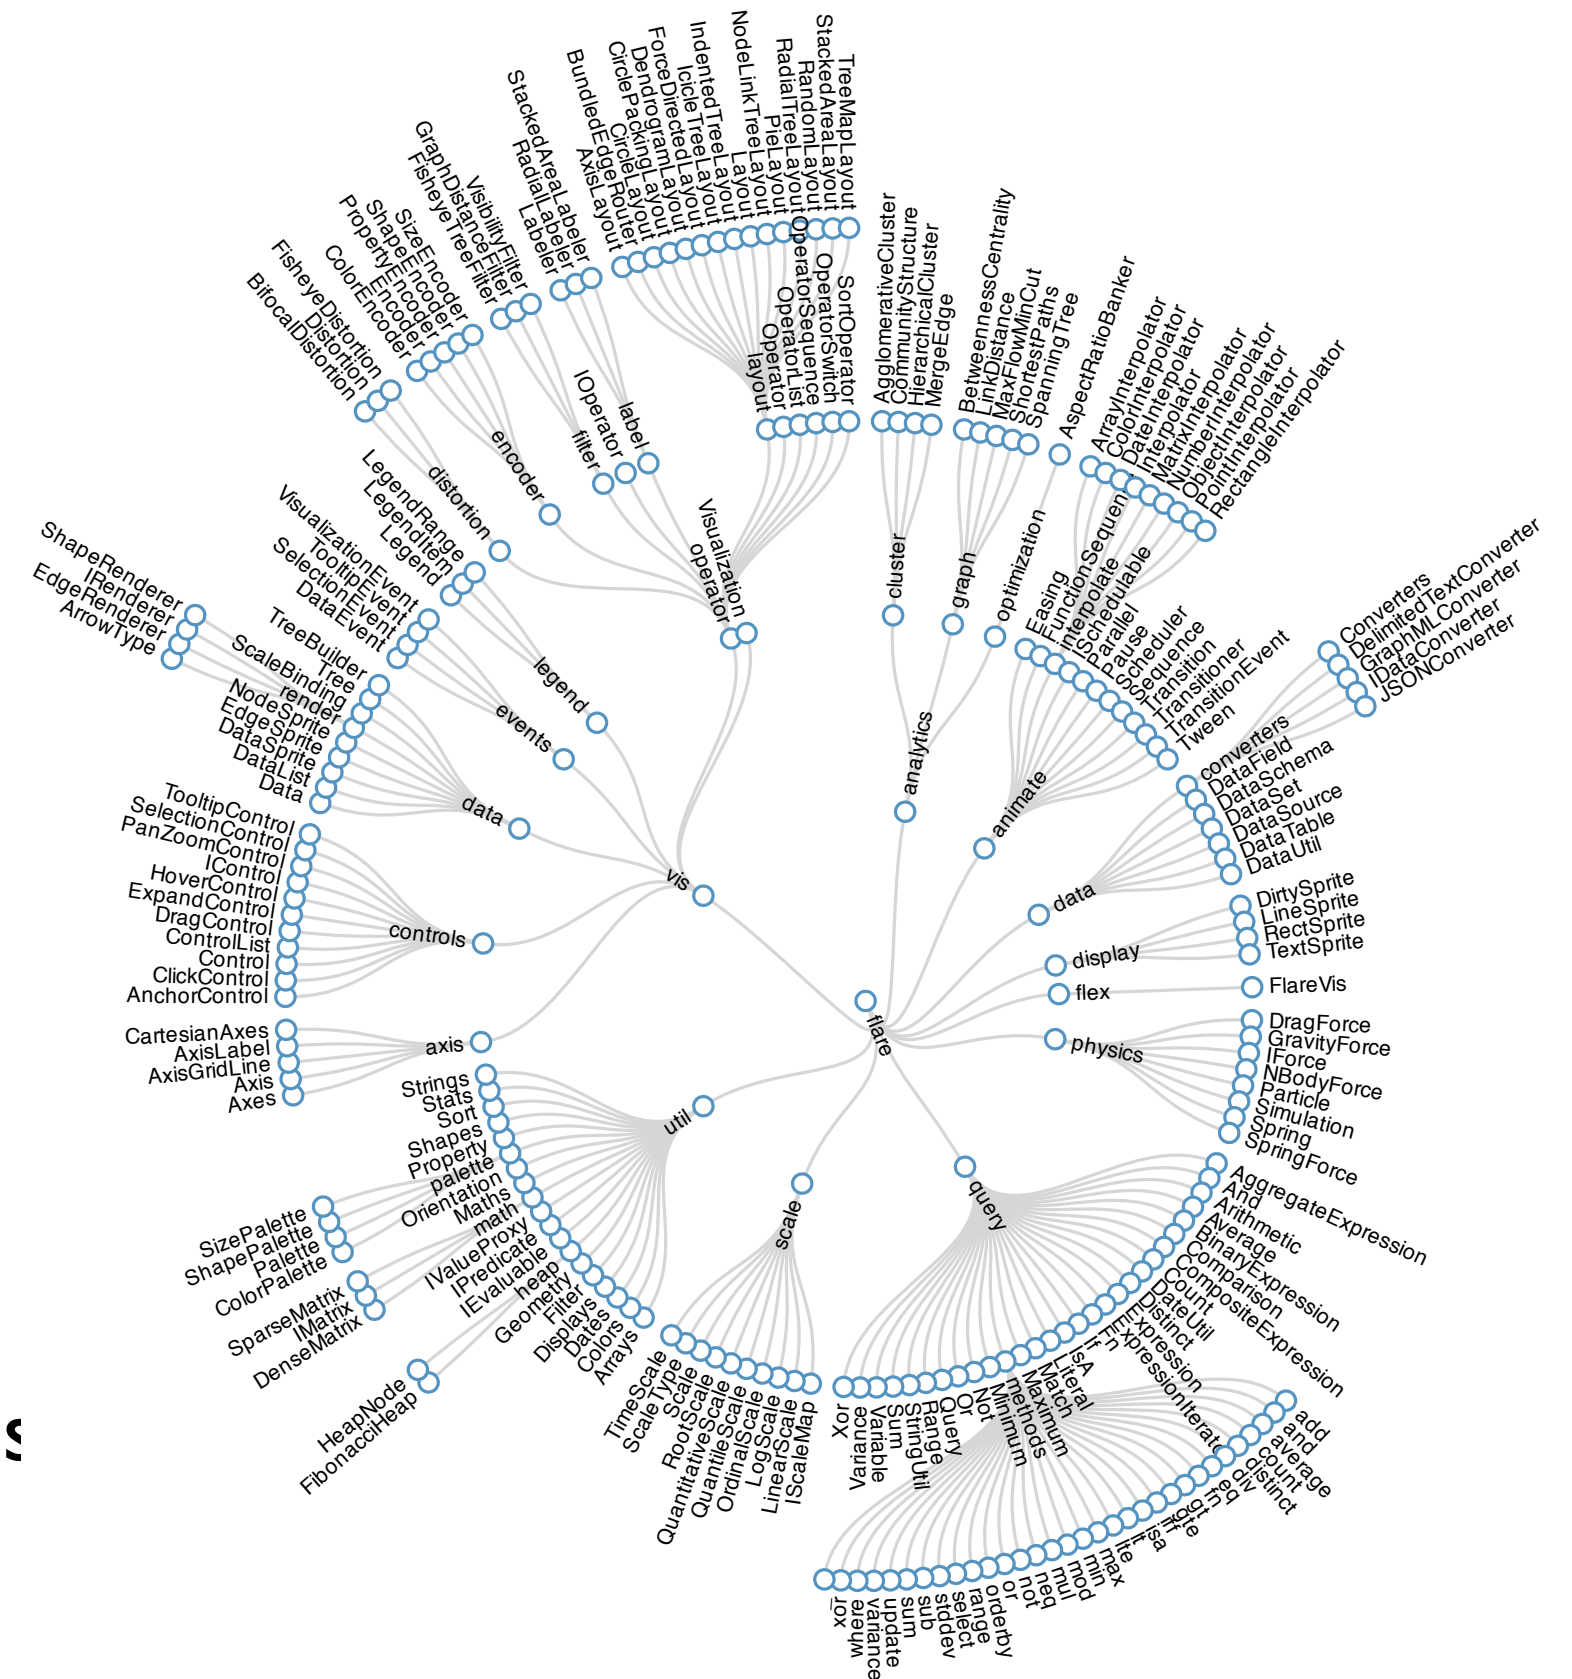 flare
analytics
cluster
AgglomerativeCluster
CommunityStructure
HierarchicalCluster
MergeEdge
graph
BetweennessCentrality
LinkDistance
MaxFlowMinCut
ShortestPaths
SpanningTree
optimization
AspectRatioBanker
animate
Easing
FunctionSequence
interpolate
ArrayInterpolator
ColorInterpolator
DateInterpolator
Interpolator
MatrixInterpolator
NumberInterpolator
ObjectInterpolator
PointInterpolator
RectangleInterpolator
ISchedulable
Parallel
Pause
Scheduler
Sequence
Transition
Transitioner
TransitionEvent
Tween
data
converters
Converters
DelimitedTextConverter
GraphMLConverter
IDataConverter
JSONConverter
DataField
DataSchema
DataSet
DataSource
DataTable
DataUtil
display
DirtySprite
LineSprite
RectSprite
TextSprite
flex
FlareVis
physics
DragForce
GravityForce
IForce
NBodyForce
Particle
Simulation
Spring
SpringForce
query
AggregateExpression
And
Arithmetic
Average
BinaryExpression
Comparison
CompositeExpression
Count
DateUtil
Distinct
Expression
ExpressionIterator
Fn
If
IsA
Literal
Match
Maximum
methods
add
and
average
count
distinct
div
eq
fn
gt
gte
iff
isa
lt
lte
max
min
mod
mul
neq
not
or
orderby
range
select
stddev
sub
sum
update
variance
where
xor
_
Minimum
Not
Or
Query
Range
StringUtil
Sum
Variable
Variance
Xor
scale
IScaleMap
LinearScale
LogScale
OrdinalScale
QuantileScale
QuantitativeScale
RootScale
Scale
ScaleType
TimeScale
util
Arrays
Colors
Dates
Displays
Filter
Geometry
heap
FibonacciHeap
HeapNode
IEvaluable
IPredicate
IValueProxy
math
DenseMatrix
IMatrix
SparseMatrix
Maths
Orientation
palette
ColorPalette
Palette
ShapePalette
SizePalette
Property
Shapes
Sort
Stats
Strings
vis
axis
Axes
Axis
AxisGridLine
AxisLabel
CartesianAxes
controls
AnchorControl
ClickControl
Control
ControlList
DragControl
ExpandControl
HoverControl
IControl
PanZoomControl
SelectionControl
TooltipControl
data
Data
DataList
DataSprite
EdgeSprite
NodeSprite
render
ArrowType
EdgeRenderer
IRenderer
ShapeRenderer
ScaleBinding
Tree
TreeBuilder
events
DataEvent
SelectionEvent
TooltipEvent
VisualizationEvent
legend
Legend
LegendItem
LegendRange
operator
distortion
BifocalDistortion
Distortion
FisheyeDistortion
encoder
ColorEncoder
Encoder
PropertyEncoder
ShapeEncoder
SizeEncoder
filter
FisheyeTreeFilter
GraphDistanceFilter
VisibilityFilter
IOperator
label
Labeler
RadialLabeler
StackedAreaLabeler
layout
AxisLayout
BundledEdgeRouter
CircleLayout
CirclePackingLayout
DendrogramLayout
ForceDirectedLayout
IcicleTreeLayout
IndentedTreeLayout
Layout
NodeLinkTreeLayout
PieLayout
RadialTreeLayout
RandomLayout
StackedAreaLayout
TreeMapLayout
Operator
OperatorList
OperatorSequence
OperatorSwitch
SortOperator
Visualization